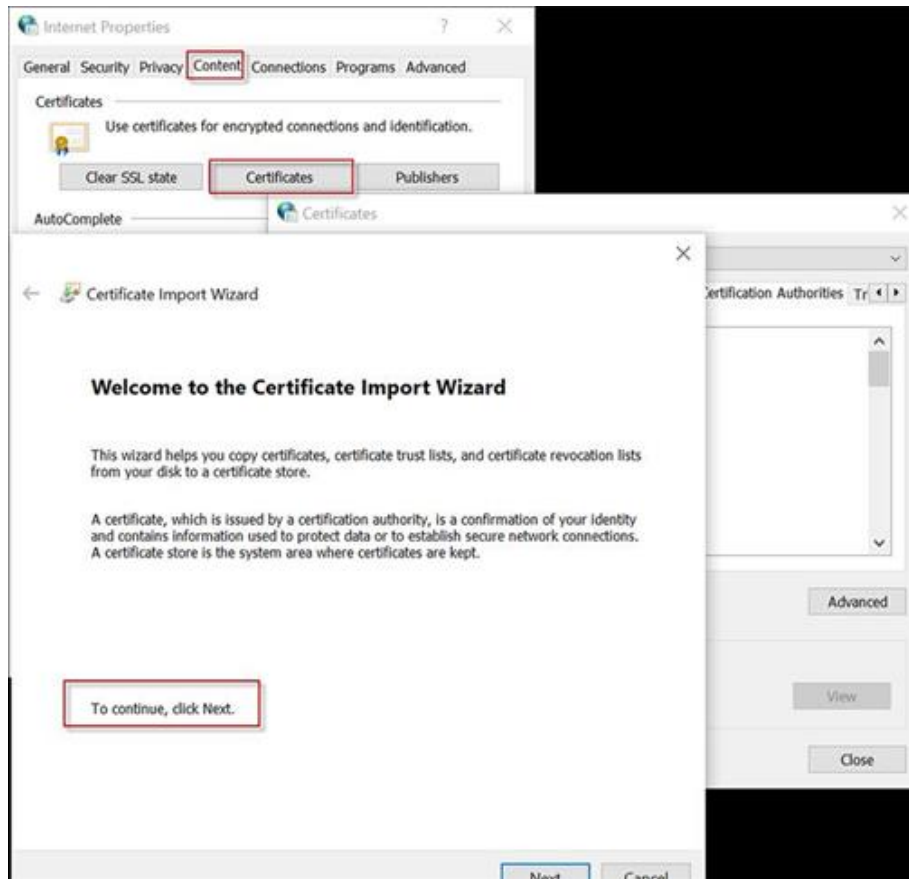 Internet Properties
General Security Privacy Content Connections Programs Advanced
Certificates
Use certificates for encrypted connections and identification.
Clear SSL state Certificates Publishers
AutoComplete
Certificates
Certification Authorities Tr
Certificate Import Wizard
Welcome to the Certificate Import Wizard
This wizard helps you copy certificates, certificate trust lists, and certificate revocation lists
from your disk to a certificate store.
A certificate, which is issued by a certification authority, is a confirmation of your identity
and contains information used to protect data or to establish secure network connections.
A certificate store is the system area where certificates are kept.
Advanced
To continue, click Next.
View
Close
Next Cancel